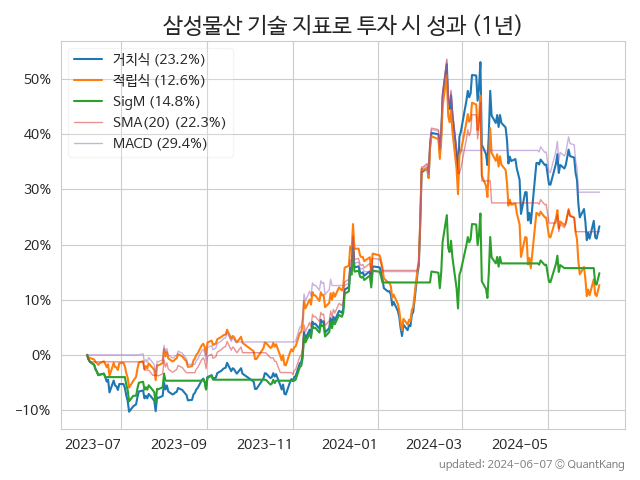 삼성물산 기술 지표로 투자 시 성과 (1년)
거치식 (23.2%)
적립식 (12.6%)
SigM (14.8%)
SMA(20) (22.3%)
MACD (29.4%)
50%
40%
30%
20%
10%
0%
−10%
2023-07 2023-09 2023-11 2024-01 2024-03 2024-05
updated: 2024-06-07 © QuantKang